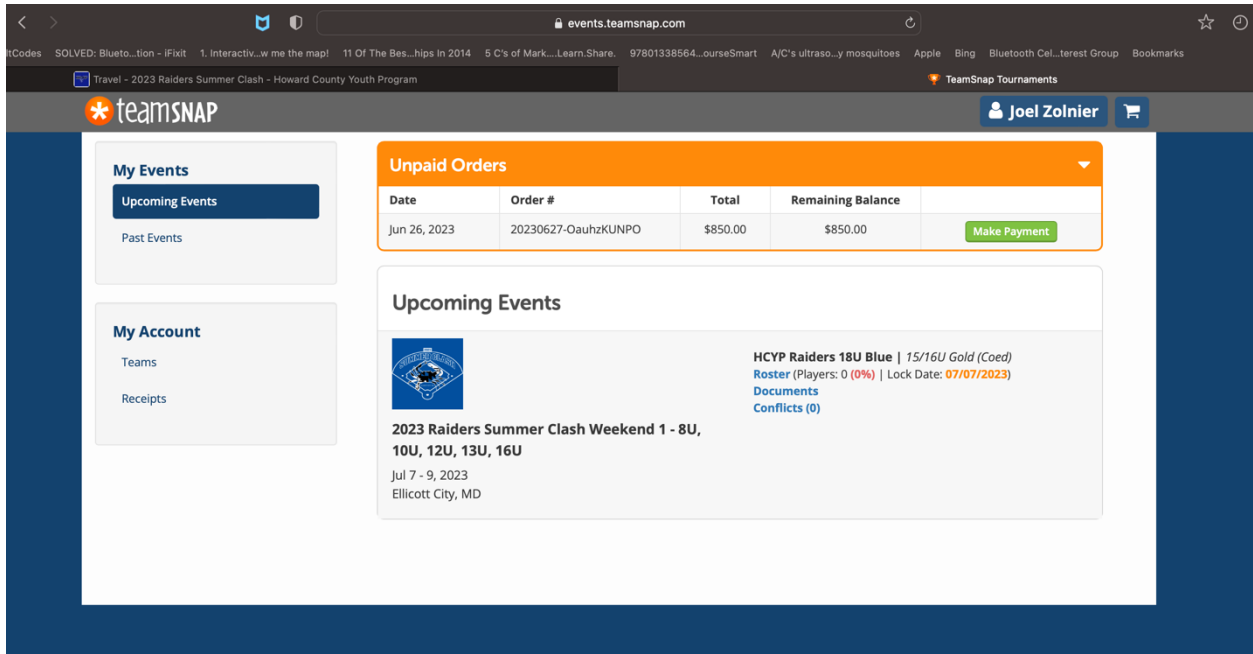 events.teamsnap.com
ltCodes SOLVED: Blueto...tion - iFixit 1. Interactiv...w me the map! 11 Of The Bes...hips In 2014 5 C's of Mark....Learn.Share. 97801338564...ourseSmart A/C's ultraso...y mosquitoes Apple Bing Bluetooth Cel...terest Group Bookmarks
Travel - 2023 Raiders Summer Clash - Howard County Youth Program TeamSnap Tournaments
teamSNAP Joel Zolnier
My Events
Upcoming Events
Past Events
My Account
Teams
Receipts
Unpaid Orders
Date Order # Total Remaining Balance
Jun 26, 2023 20230627-OauhzKUNPO $850.00 $850.00 Make Payment
Upcoming Events
2023 Raiders Summer Clash Weekend 1 - 8U,
10U, 12U, 13U, 16U
Jul 7 - 9, 2023
Ellicott City, MD
HCYP Raiders 18U Blue | 15/16U Gold (Coed)
Roster (Players: 0 (0%) | Lock Date: 07/07/2023)
Documents
Conflicts (0)